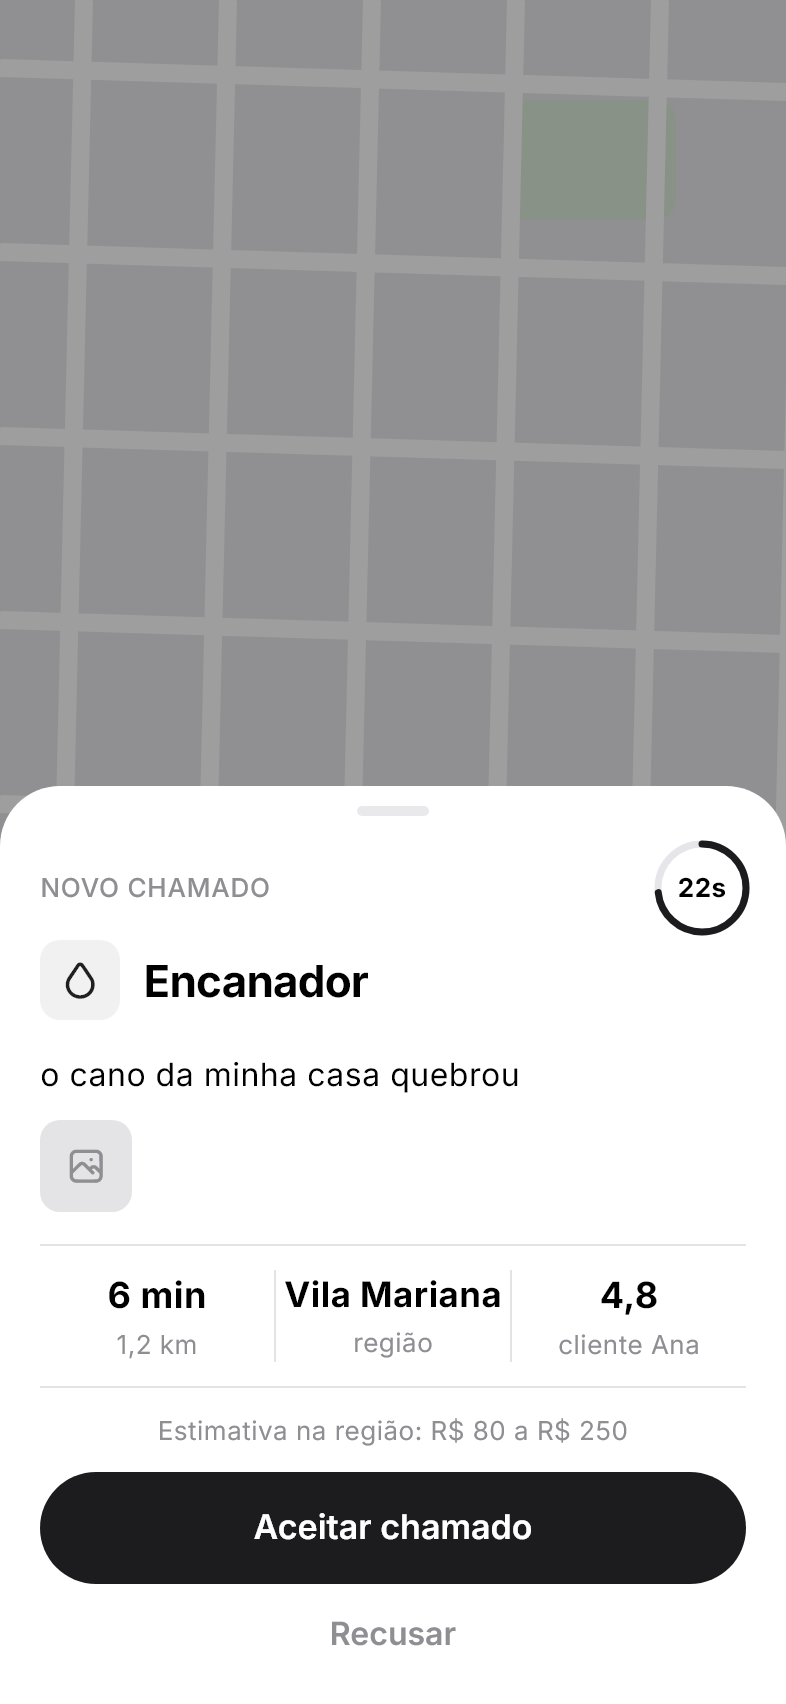 NOVO CHAMADO
22s
Encanador
o cano da minha casa quebrou
6 min
1,2 km
Vila Mariana
região
4,8
cliente Ana
Estimativa na região: R$ 80 a R$ 250
Aceitar chamado
Recusar